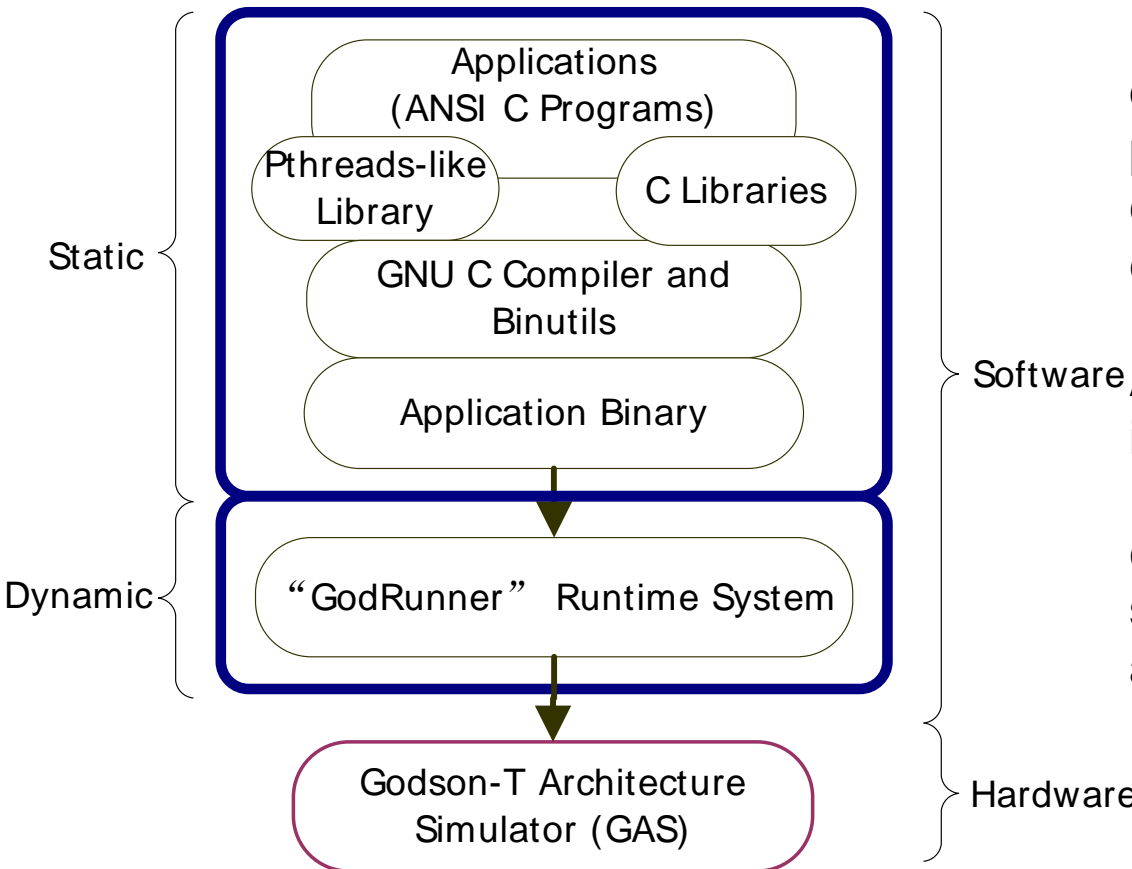 Applications
(ANSI C Programs)
Pthreads-like
Library
C Libraries
Static
GNU C Compiler and
Binutils
Software
Application Binary
Dynamic
“GodRunner” Runtime System
Godson-T Architecture
Simulator (GAS)
Hardware